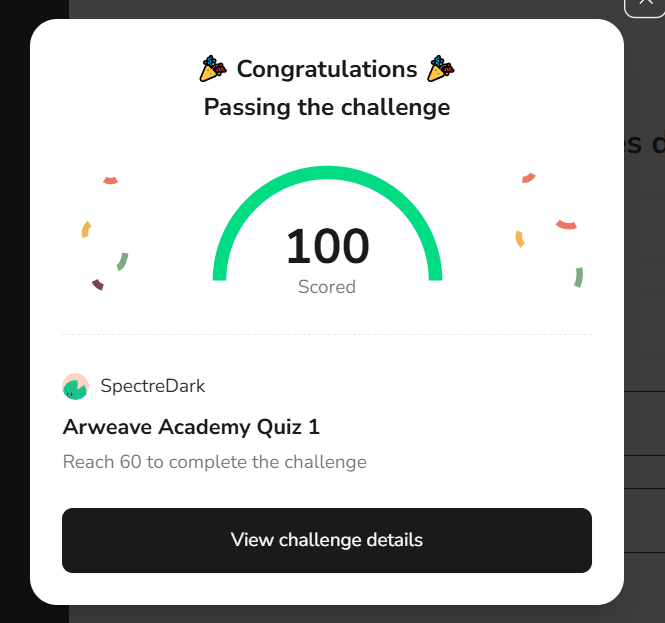 Congratulations
Passing the challenge
100
Scored
SpectreDark
Arweave Academy Quiz 1
Reach 60 to complete the challenge
View challenge details